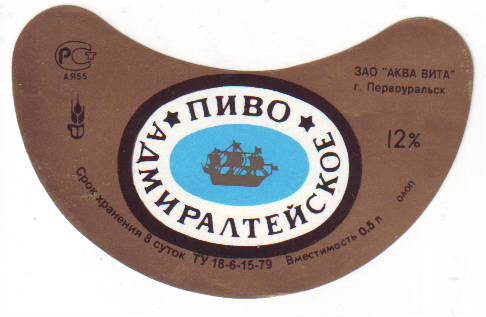 РСТ
АЯ55
ЗАО "АКВА ВИТА"
г. Первоуральск
★ ПИВО ★
АДМИРАЛТЕЙСКОЕ
12%
Срок хранения 8 суток ТУ 18-6-15-79 Вместимость 0.5 л
олоп